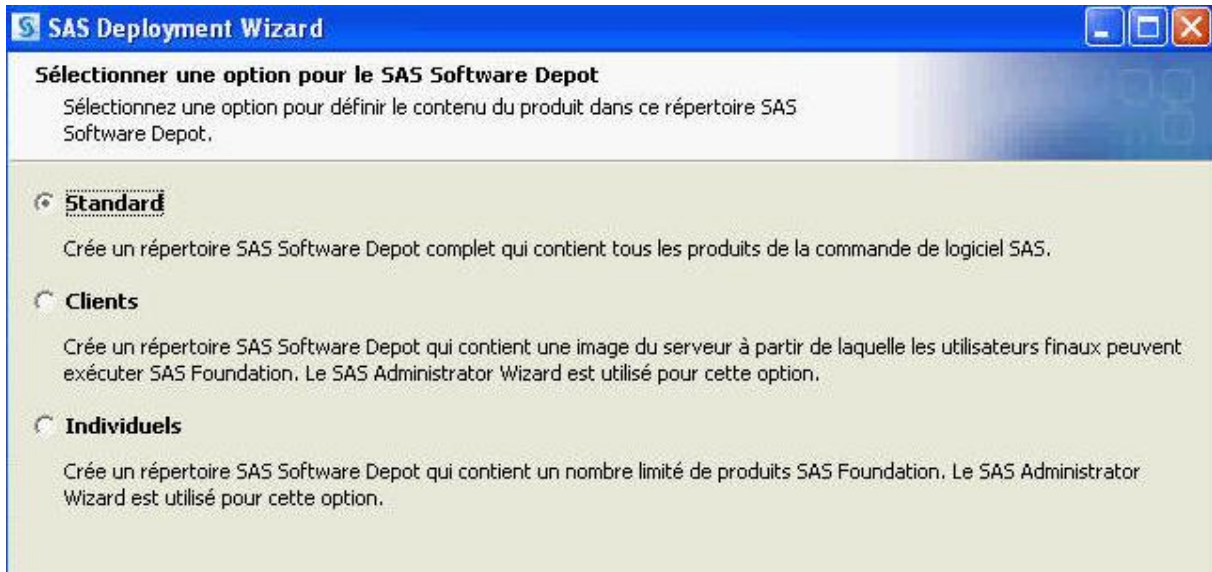 SAS Deployment Wizard
Sélectionner une option pour le SAS Software Depot
Sélectionnez une option pour définir le contenu du produit dans ce répertoire SAS
Software Depot.
Standard
Crée un répertoire SAS Software Depot complet qui contient tous les produits de la commande de logiciel SAS.
Clients
Crée un répertoire SAS Software Depot qui contient une image du serveur à partir de laquelle les utilisateurs finaux peuvent
exécuter SAS Foundation. Le SAS Administrator Wizard est utilisé pour cette option.
Individuels
Crée un répertoire SAS Software Depot qui contient un nombre limité de produits SAS Foundation. Le SAS Administrator
Wizard est utilisé pour cette option.